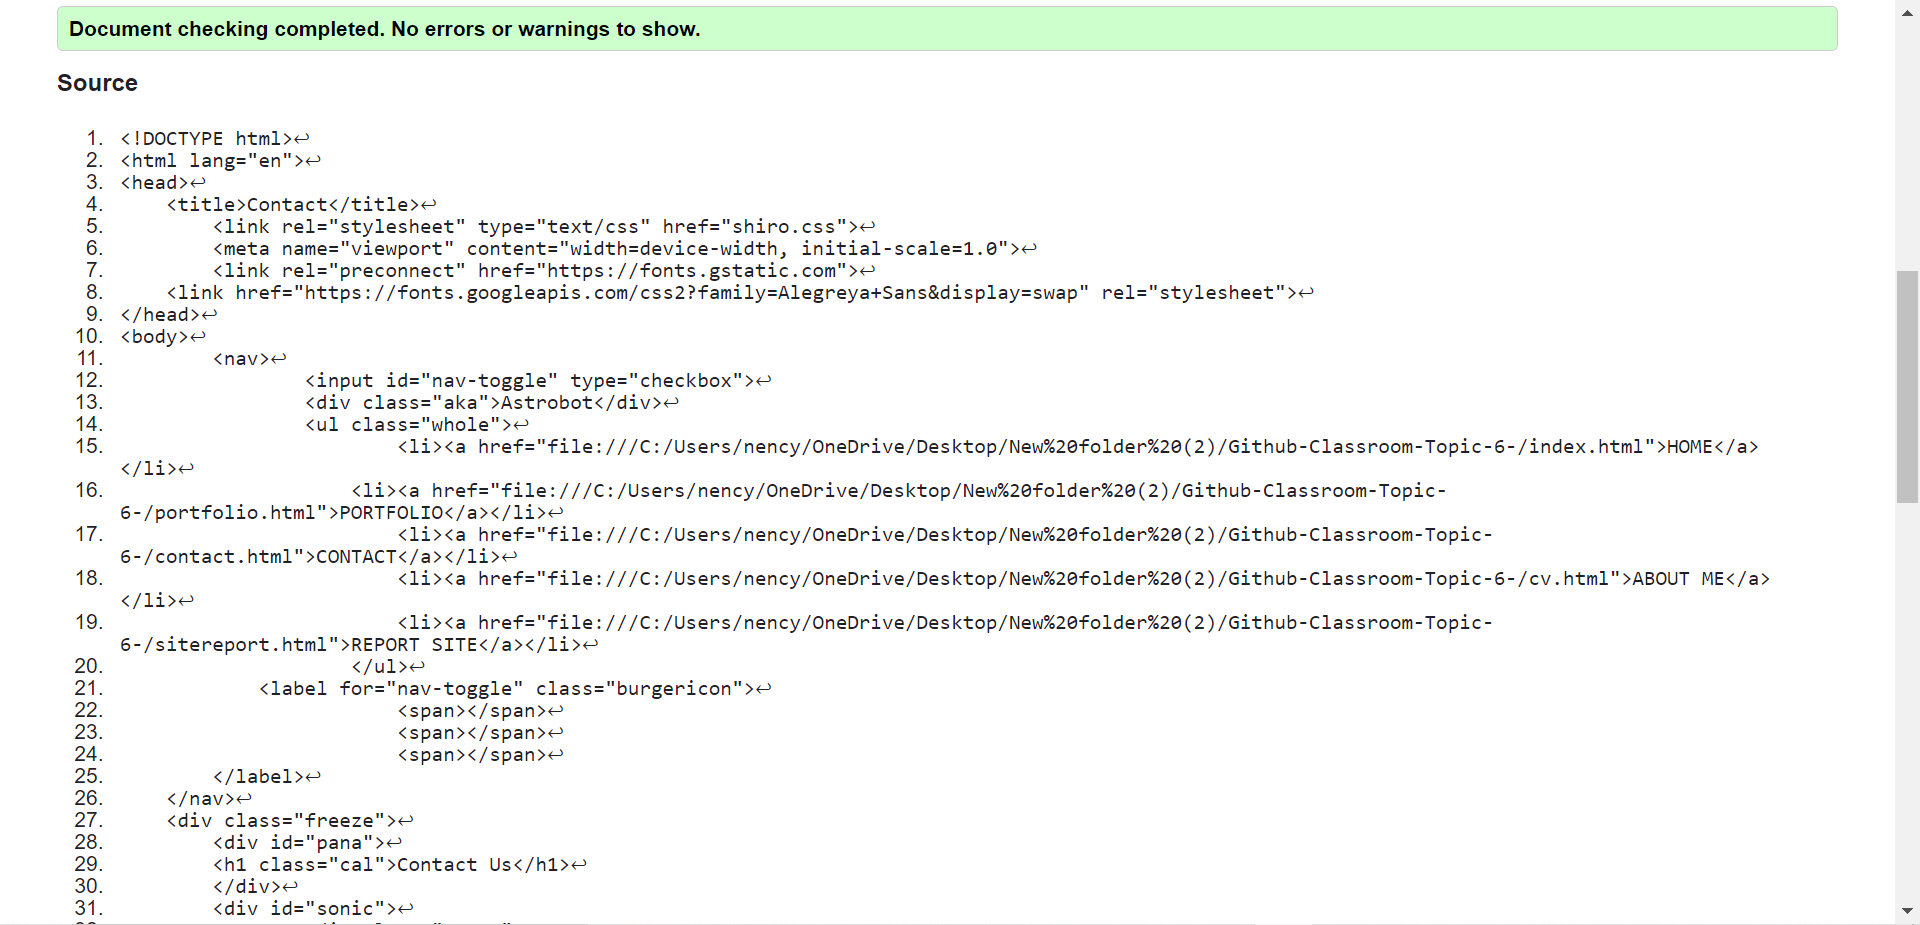 Document checking completed. No errors or warnings to show.
Source
1. <!DOCTYPE html>↩
2. <html lang="en">↩
3. <head>↩
4.     <title>Contact</title>↩
5.         <link rel="stylesheet" type="text/css" href="shiro.css">↩
6.         <meta name="viewport" content="width=device-width, initial-scale=1.0">↩
7.         <link rel="preconnect" href="https://fonts.gstatic.com">↩
8.     <link href="https://fonts.googleapis.com/css2?family=Alegreya+Sans&display=swap" rel="stylesheet">↩
9. </head>↩
10. <body>↩
11.         <nav>↩
12.                 <input id="nav-toggle" type="checkbox">↩
13.                 <div class="aka">Astrobot</div>↩
14.                 <ul class="whole">↩
15.                         <li><a href="file:///C:/Users/nency/OneDrive/Desktop/New%20folder%20(2)/Github-Classroom-Topic-6-/index.html">HOME</a>
</li>↩
16.                     <li><a href="file:///C:/Users/nency/OneDrive/Desktop/New%20folder%20(2)/Github-Classroom-Topic-
6-/portfolio.html">PORTFOLIO</a></li>↩
17.                         <li><a href="file:///C:/Users/nency/OneDrive/Desktop/New%20folder%20(2)/Github-Classroom-Topic-
6-/contact.html">CONTACT</a></li>↩
18.                         <li><a href="file:///C:/Users/nency/OneDrive/Desktop/New%20folder%20(2)/Github-Classroom-Topic-6-/cv.html">ABOUT ME</a>
</li>↩
19.                         <li><a href="file:///C:/Users/nency/OneDrive/Desktop/New%20folder%20(2)/Github-Classroom-Topic-
6-/sitereport.html">REPORT SITE</a></li>↩
20.                     </ul>↩
21.             <label for="nav-toggle" class="burgericon">↩
22.                         <span></span>↩
23.                         <span></span>↩
24.                         <span></span>↩
25.         </label>↩
26.     </nav>↩
27.     <div class="freeze">↩
28.         <div id="pana">↩
29.         <h1 class="cal">Contact Us</h1>↩
30.         </div>↩
31.         <div id="sonic">↩